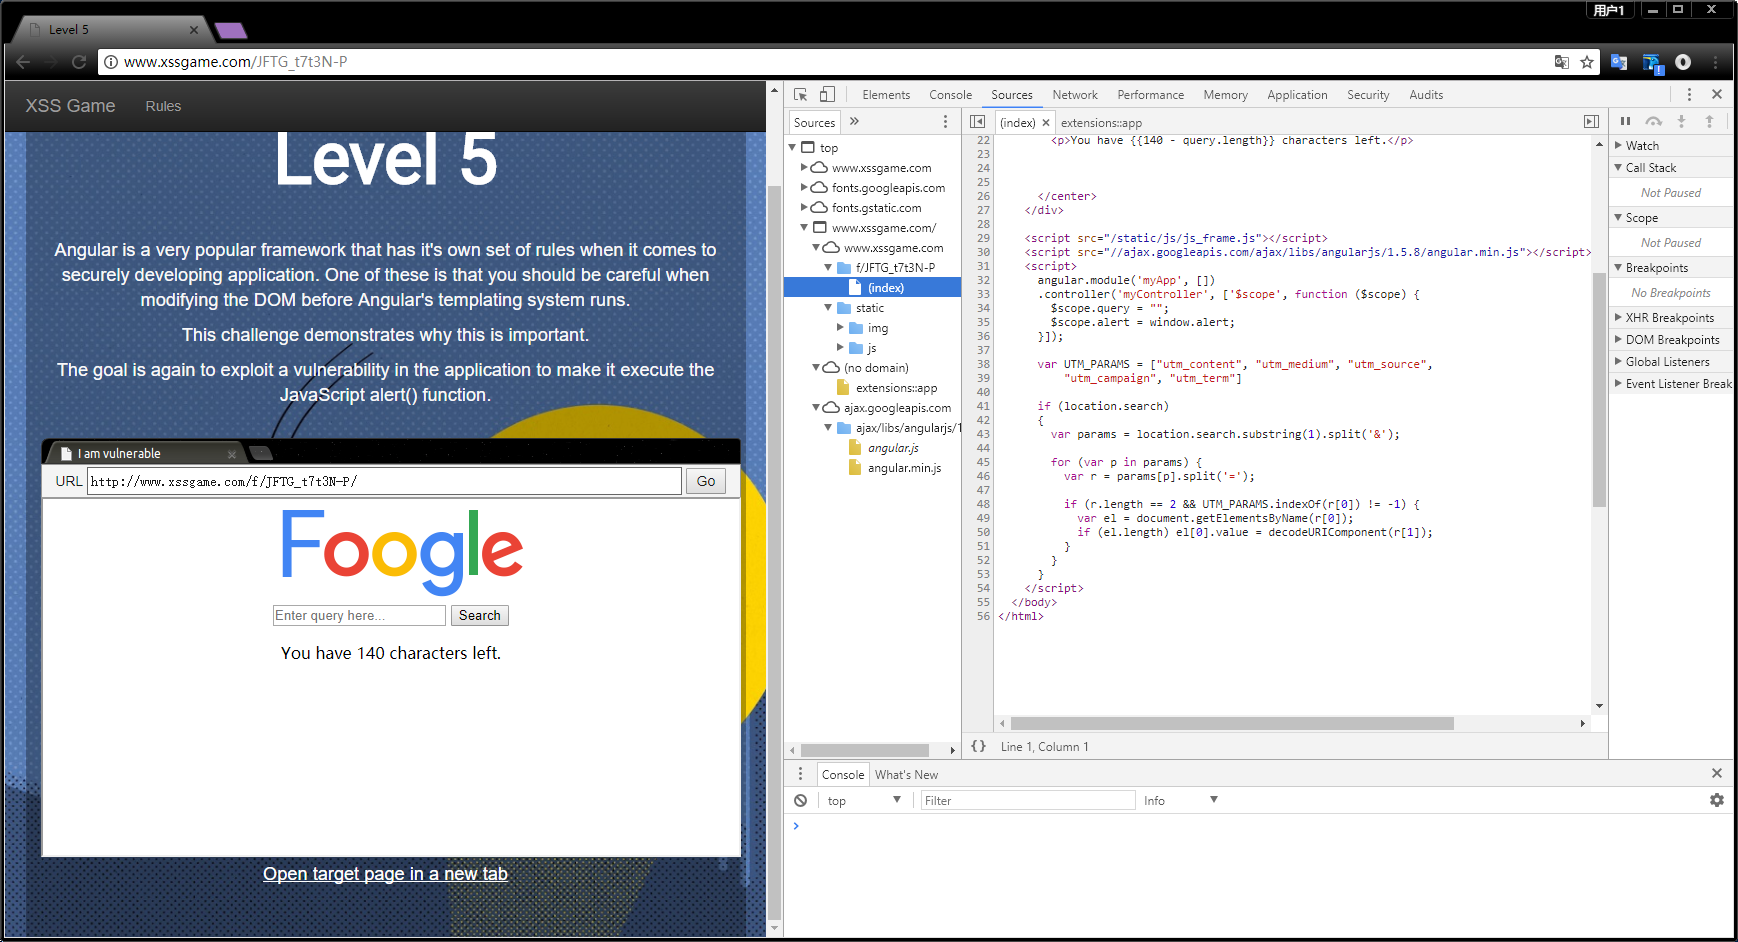 用户1
Level 5
www.xssgame.com/JFTG_t7t3N-P
XSS Game Rules
Level 5
Angular is a very popular framework that has it's own set of rules when it comes to
securely developing application. One of these is that you should be careful when
modifying the DOM before Angular's templating system runs.
This challenge demonstrates why this is important.
The goal is again to exploit a vulnerability in the application to make it execute the
JavaScript alert() function.
I am vulnerable
URL http://www.xssgame.com/f/JFTG_t7t3N-P/ Go
Foogle
Enter query here... Search
You have 140 characters left.
Open target page in a new tab
Elements Console Sources Network Performance Memory Application Security Audits
Sources »
top
www.xssgame.com
fonts.googleapis.com
fonts.gstatic.com
www.xssgame.com/
www.xssgame.com
f/JFTG_t7t3N-P
(index)
static
img
js
(no domain)
extensions::app
ajax.googleapis.com
ajax/libs/angularjs/1
angular.js
angular.min.js
(index) extensions::app
22 <p>You have {{140 - query.length}} characters left.</p>
23
24
25
26 </center>
27 </div>
28
29 <script src="/static/js/js_frame.js"></script>
30 <script src="//ajax.googleapis.com/ajax/libs/angularjs/1.5.8/angular.min.js"></script>
31 <script>
32 angular.module('myApp', [])
33 .controller('myController', ['$scope', function ($scope) {
34 $scope.query = "";
35 $scope.alert = window.alert;
36 }]);
37
38 var UTM_PARAMS = ["utm_content", "utm_medium", "utm_source",
39 "utm_campaign", "utm_term"]
40
41 if (location.search)
42 {
43 var params = location.search.substring(1).split('&');
44
45 for (var p in params) {
46 var r = params[p].split('=');
47
48 if (r.length == 2 && UTM_PARAMS.indexOf(r[0]) != -1) {
49 var el = document.getElementsByName(r[0]);
50 if (el.length) el[0].value = decodeURIComponent(r[1]);
51 }
52 }
53 }
54 </script>
55 </body>
56 </html>
{} Line 1, Column 1
Watch
Call Stack
Not Paused
Scope
Not Paused
Breakpoints
No Breakpoints
XHR Breakpoints
DOM Breakpoints
Global Listeners
Event Listener Break
Console What's New
top Filter Info